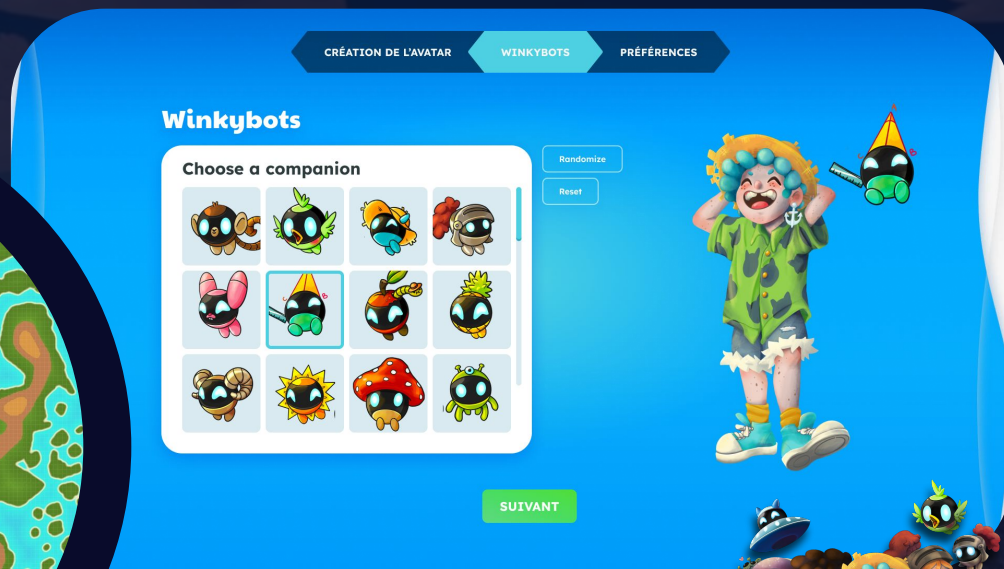 CRÉATION DE L'AVATAR
WINKYBOTS
PRÉFÉRENCES
Winkybots
Choose a companion
Randomize
Reset
SUIVANT